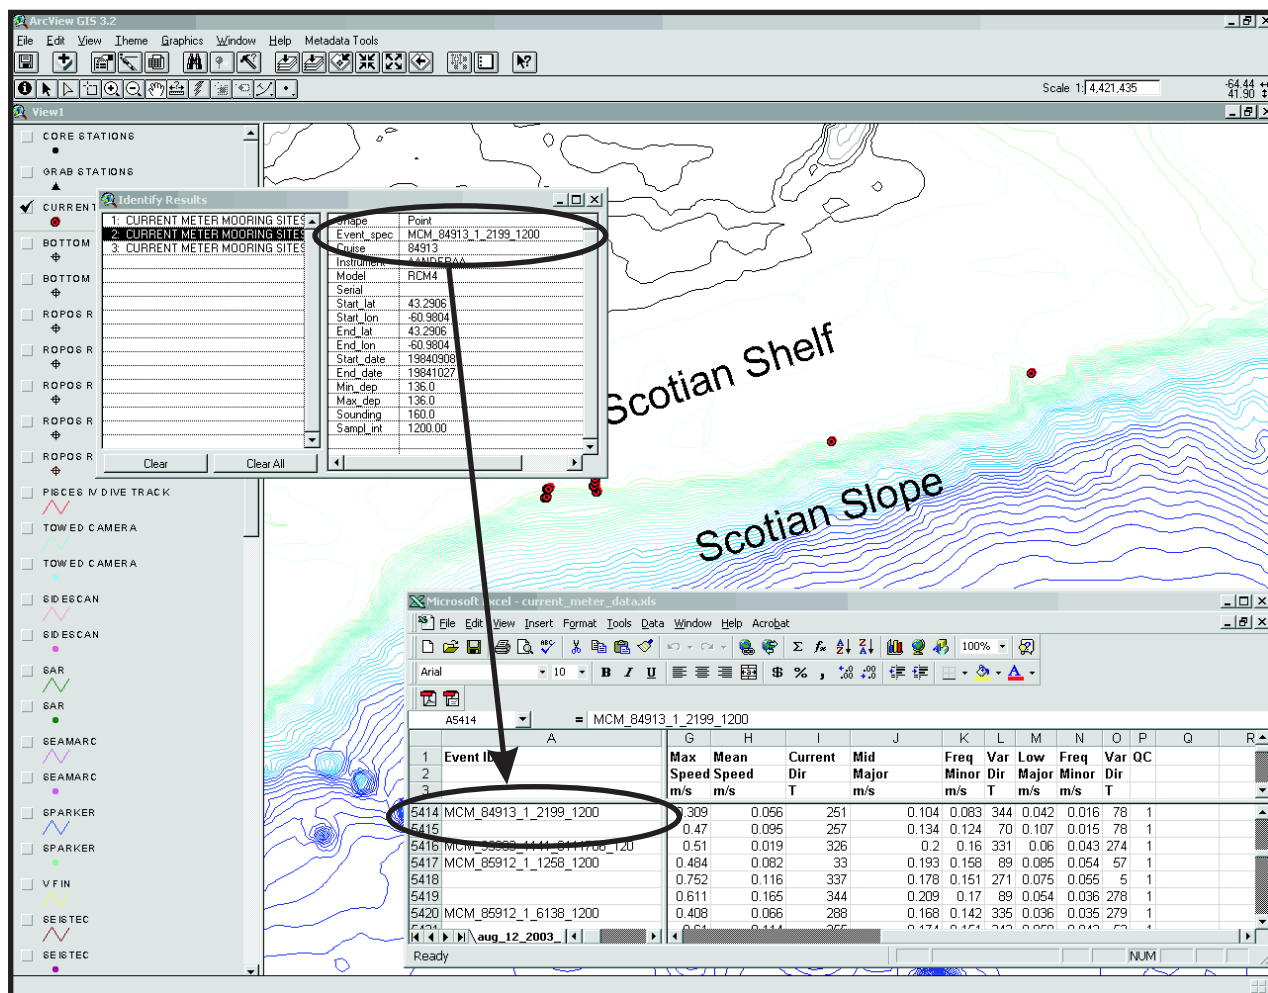 ArcView GIS 3.2
File Edit View Theme Graphics Window Help Metadata Tools
Scale 1: 4,421,435
-64.44
41.90
View1
CORE STATIONS
GRAB STATIONS
CURRENT
BOTTOM
BOTTOM
ROPOS R
ROPOS R
ROPOS R
ROPOS R
ROPOS R
PISCES IV DIVE TRACK
TOWED CAMERA
TOWED CAMERA
SIDESCAN
SIDESCAN
SAR
SAR
SEAMARC
SEAMARC
SPARKER
SPARKER
VFIN
SEISTEC
SEISTEC
Identify Results
1: CURRENT METER MOORING SITES
2: CURRENT METER MOORING SITES
3: CURRENT METER MOORING SITES
Shape Point
Event_spec MCM_84913_1_2199_1200
Cruise 84913
Instrument AANDERAA
Model RCM4
Serial
Start_lat 43.2906
Start_lon -60.9804
End_lat 43.2906
End_lon -60.9804
Start_date 19840908
End_date 19841027
Min_dep 136.0
Max_dep 136.0
Sounding 160.0
Sampl_int 1200.00
Clear Clear All
Scotian Shelf
Scotian Slope
Microsoft Excel - current_meter_data.xls
File Edit View Insert Format Tools Data Window Help Acrobat
100%
Arial 10 B I U
A5414 = MCM_84913_1_2199_1200
A G H I J K L M N O P Q R
1 Event ID Max Mean Current Mid Freq Var Low Freq Var QC
2 Speed Speed Dir Major Minor Dir Major Minor Dir
3 m/s m/s T m/s m/s T m/s m/s T
5414 MCM_84913_1_2199_1200 0.309 0.056 251 0.104 0.083 344 0.042 0.016 78 1
5415 0.47 0.095 257 0.134 0.124 70 0.107 0.015 78 1
5416 0.51 0.019 326 0.2 0.16 331 0.06 0.043 274 1
5417 MCM_85912_1_1258_1200 0.484 0.082 33 0.193 0.158 89 0.085 0.054 57 1
5418 0.752 0.116 337 0.178 0.151 271 0.075 0.055 5 1
5419 0.611 0.165 344 0.209 0.17 89 0.054 0.036 278 1
5420 MCM_85912_1_6138_1200 0.408 0.066 288 0.168 0.142 335 0.036 0.035 279 1
aug_12_2003_
Ready NUM